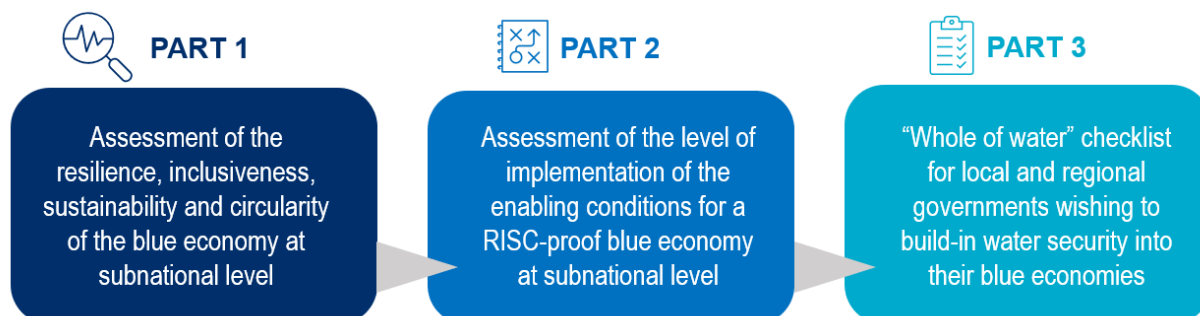 PART 1
Assessment of the
resilience, inclusiveness,
sustainability and circularity
of the blue economy at
subnational level
PART 2
Assessment of the level of
implementation of the
enabling conditions for a
RISC-proof blue economy
at subnational level
PART 3
“Whole of water” checklist
for local and regional
governments wishing to
build-in water security into
their blue economies